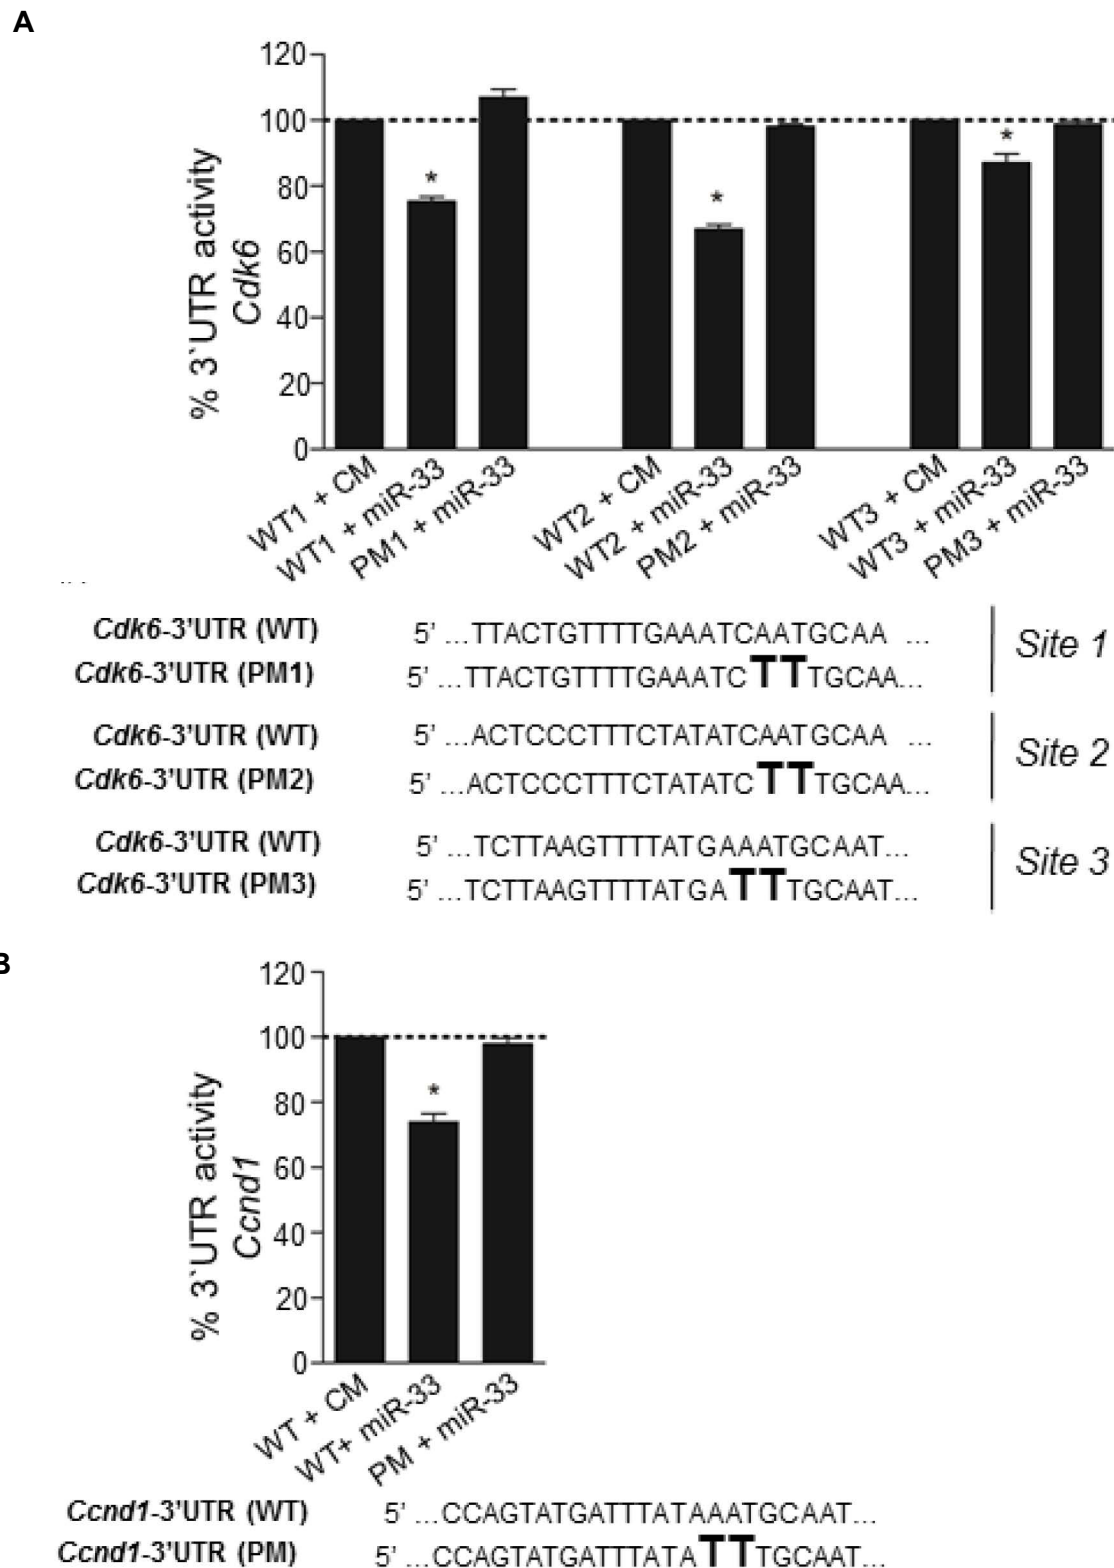 A
120
100
80
60
40
20
0
% 3`UTR activity
Cdk6
*
*
*
WT1 + CM
WT1 + miR-33
PM1 + miR-33
WT2 + CM
WT2 + miR-33
PM2 + miR-33
WT3 + CM
WT3 + miR-33
PM3 + miR-33
Cdk6-3'UTR (WT) 5' ...TTACTGTTTTGAAATCAATGCAA ...
Cdk6-3'UTR (PM1) 5' ...TTACTGTTTTGAAATCTTTGCAA...
Site 1
Cdk6-3'UTR (WT) 5' ...ACTCCCTTTCTATATCAATGCAA ...
Cdk6-3'UTR (PM2) 5' ...ACTCCCTTTCTATATCTTTGCAA...
Site 2
Cdk6-3'UTR (WT) 5' ...TCTTAAGTTTTATGAAATGCAAT...
Cdk6-3'UTR (PM3) 5' ...TCTTAAGTTTTATGATTTGCAAT...
Site 3
B
120
100
80
60
40
20
0
% 3`UTR activity
Ccnd1
*
WT + CM
WT+ miR-33
PM + miR-33
Ccnd1-3'UTR (WT) 5' ...CCAGTATGATTTATAAATGCAAT...
Ccnd1-3'UTR (PM) 5' ...CCAGTATGATTTATATTTGCAAT...